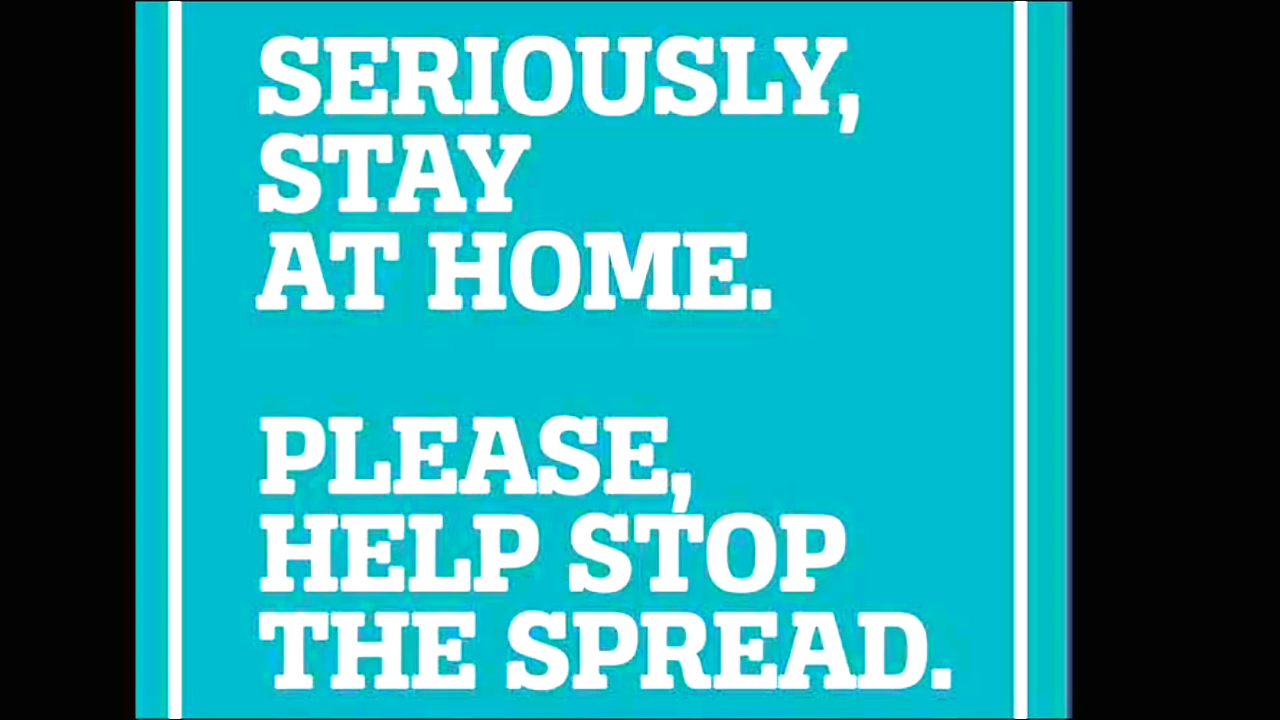 SERIOUSLY,
STAY
AT HOME.
PLEASE,
HELP STOP
THE SPREAD.